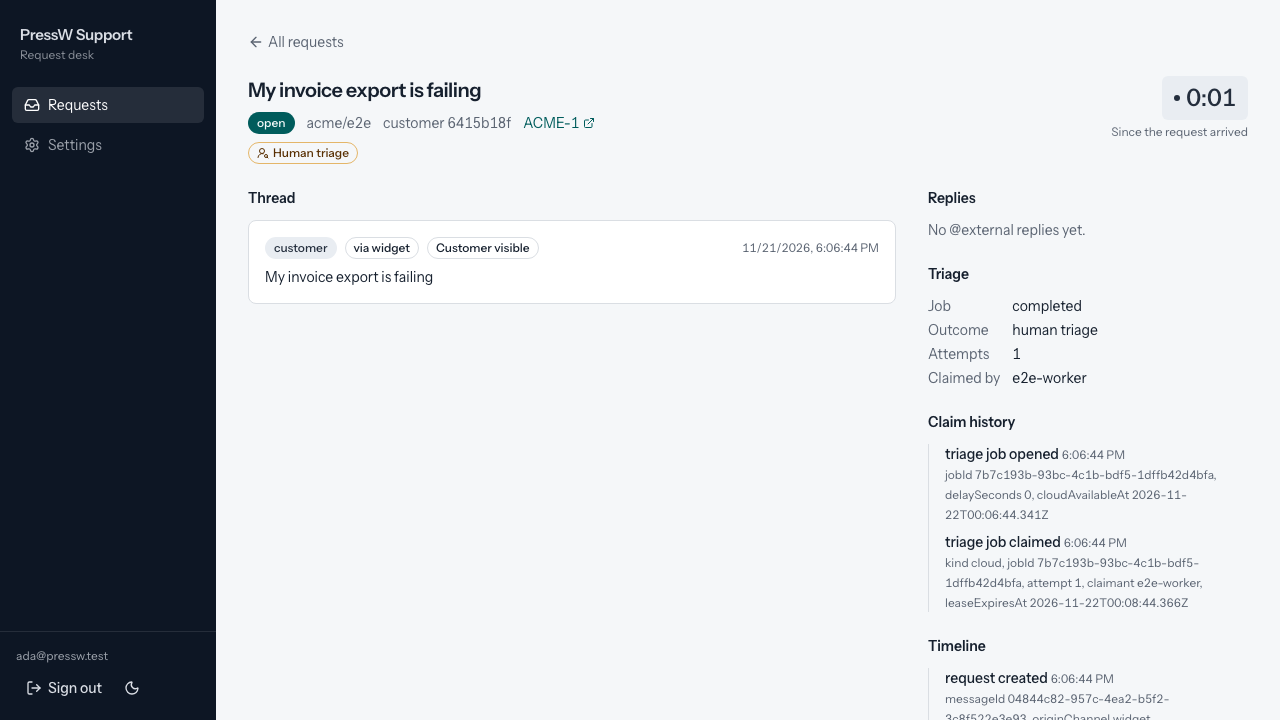 PressW Support
Request desk
Requests
Settings
ada@pressw.test
Sign out
All requests
My invoice export is failing
open acme/e2e customer 6415b18f ACME-1
Human triage
• 0:01
Since the request arrived
Thread
customer via widget Customer visible 11/21/2026, 6:06:44 PM
My invoice export is failing
Replies
No @external replies yet.
Triage
Job completed
Outcome human triage
Attempts 1
Claimed by e2e-worker
Claim history
triage job opened 6:06:44 PM
jobId 7b7c193b-93bc-4c1b-bdf5-1dffb42d4bfa,
delaySeconds 0, cloudAvailableAt 2026-11-
22T00:06:44.341Z
triage job claimed 6:06:44 PM
kind cloud, jobId 7b7c193b-93bc-4c1b-bdf5-
1dffb42d4bfa, attempt 1, claimant e2e-worker,
leaseExpiresAt 2026-11-22T00:08:44.366Z
Timeline
request created 6:06:44 PM
messageId 04844c82-957c-4ea2-b5f2-
3c8f522e3e93, originChannel widget